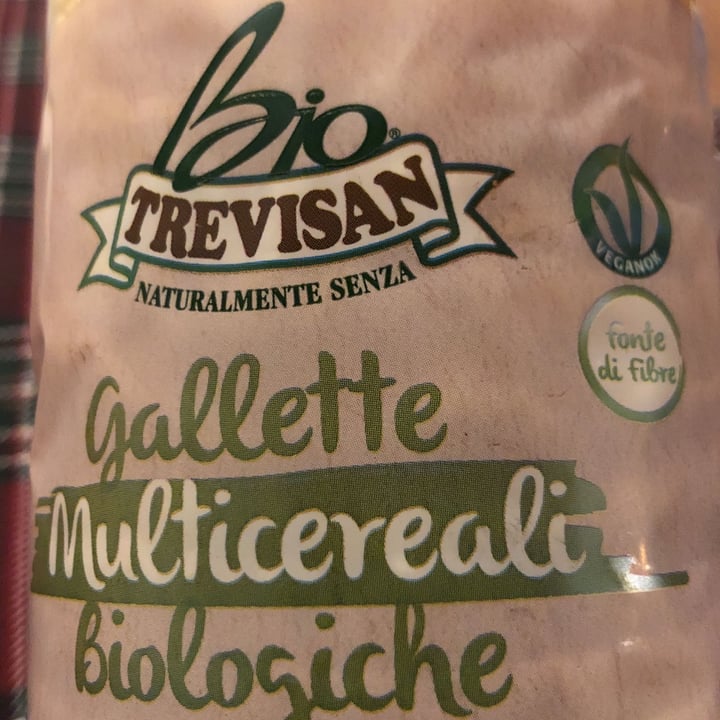 Bio®
TREVISAN
NATURALMENTE SENZA
VEGANOK
fonte
di fibre
Gallette
Multicereali
Biologiche